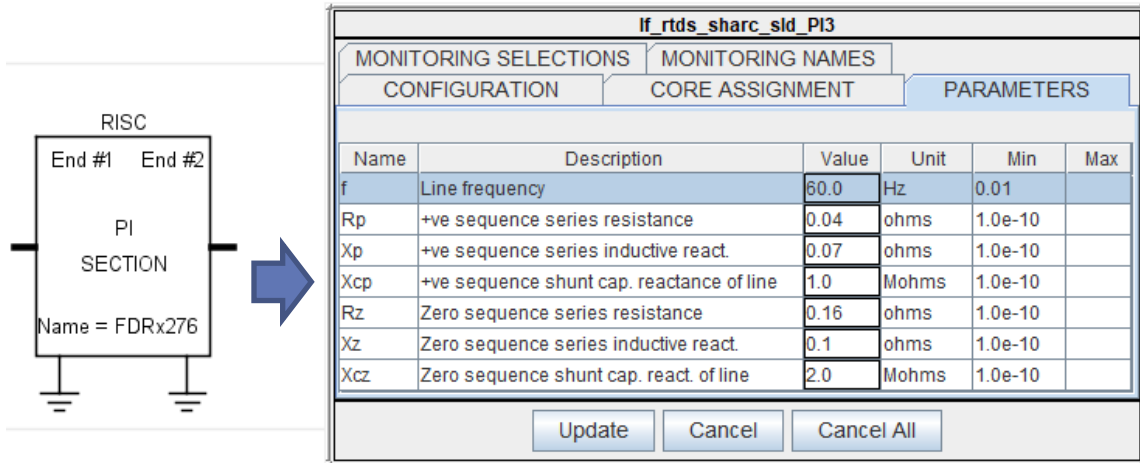 RISC
End #1 End #2
PI
SECTION
Name = FDRx276
lf_rtds_sharc_sld_PI3
MONITORING SELECTIONS MONITORING NAMES
CONFIGURATION CORE ASSIGNMENT PARAMETERS
Name Description Value Unit Min Max
f Line frequency 60.0 Hz 0.01
Rp +ve sequence series resistance 0.04 ohms 1.0e-10
Xp +ve sequence series inductive react. 0.07 ohms 1.0e-10
Xcp +ve sequence shunt cap. reactance of line 1.0 Mohms 1.0e-10
Rz Zero sequence series resistance 0.16 ohms 1.0e-10
Xz Zero sequence series inductive react. 0.1 ohms 1.0e-10
Xcz Zero sequence shunt cap. react. of line 2.0 Mohms 1.0e-10
Update Cancel Cancel All